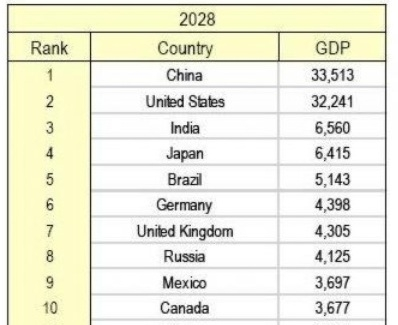 2028
Rank Country GDP
1 China 33,513
2 United States 32,241
3 India 6,560
4 Japan 6,415
5 Brazil 5,143
6 Germany 4,398
7 United Kingdom 4,305
8 Russia 4,125
9 Mexico 3,697
10 Canada 3,677